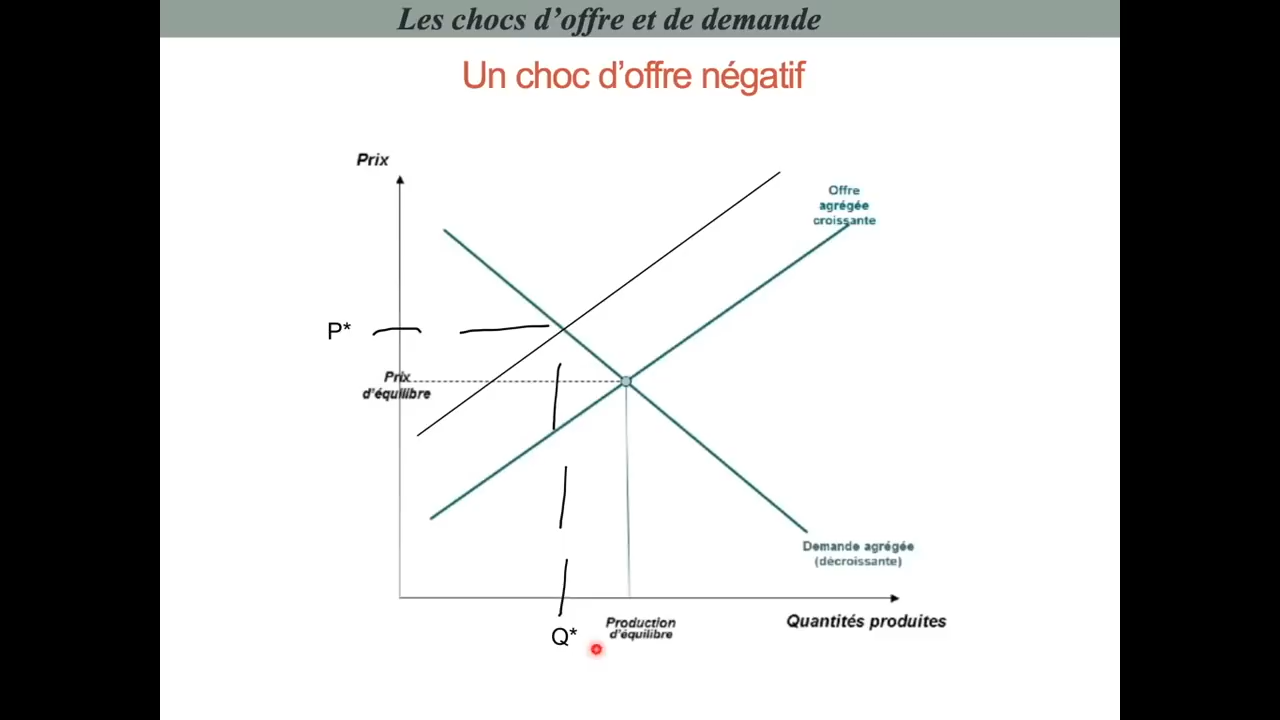 Les chocs d’offre et de demande
Un choc d’offre négatif
Prix
Offre
agrégée
croissante
P*
Prix
d’équilibre
Demande agrégée
(décroissante)
Quantités produites
Production
d’équilibre
Q*